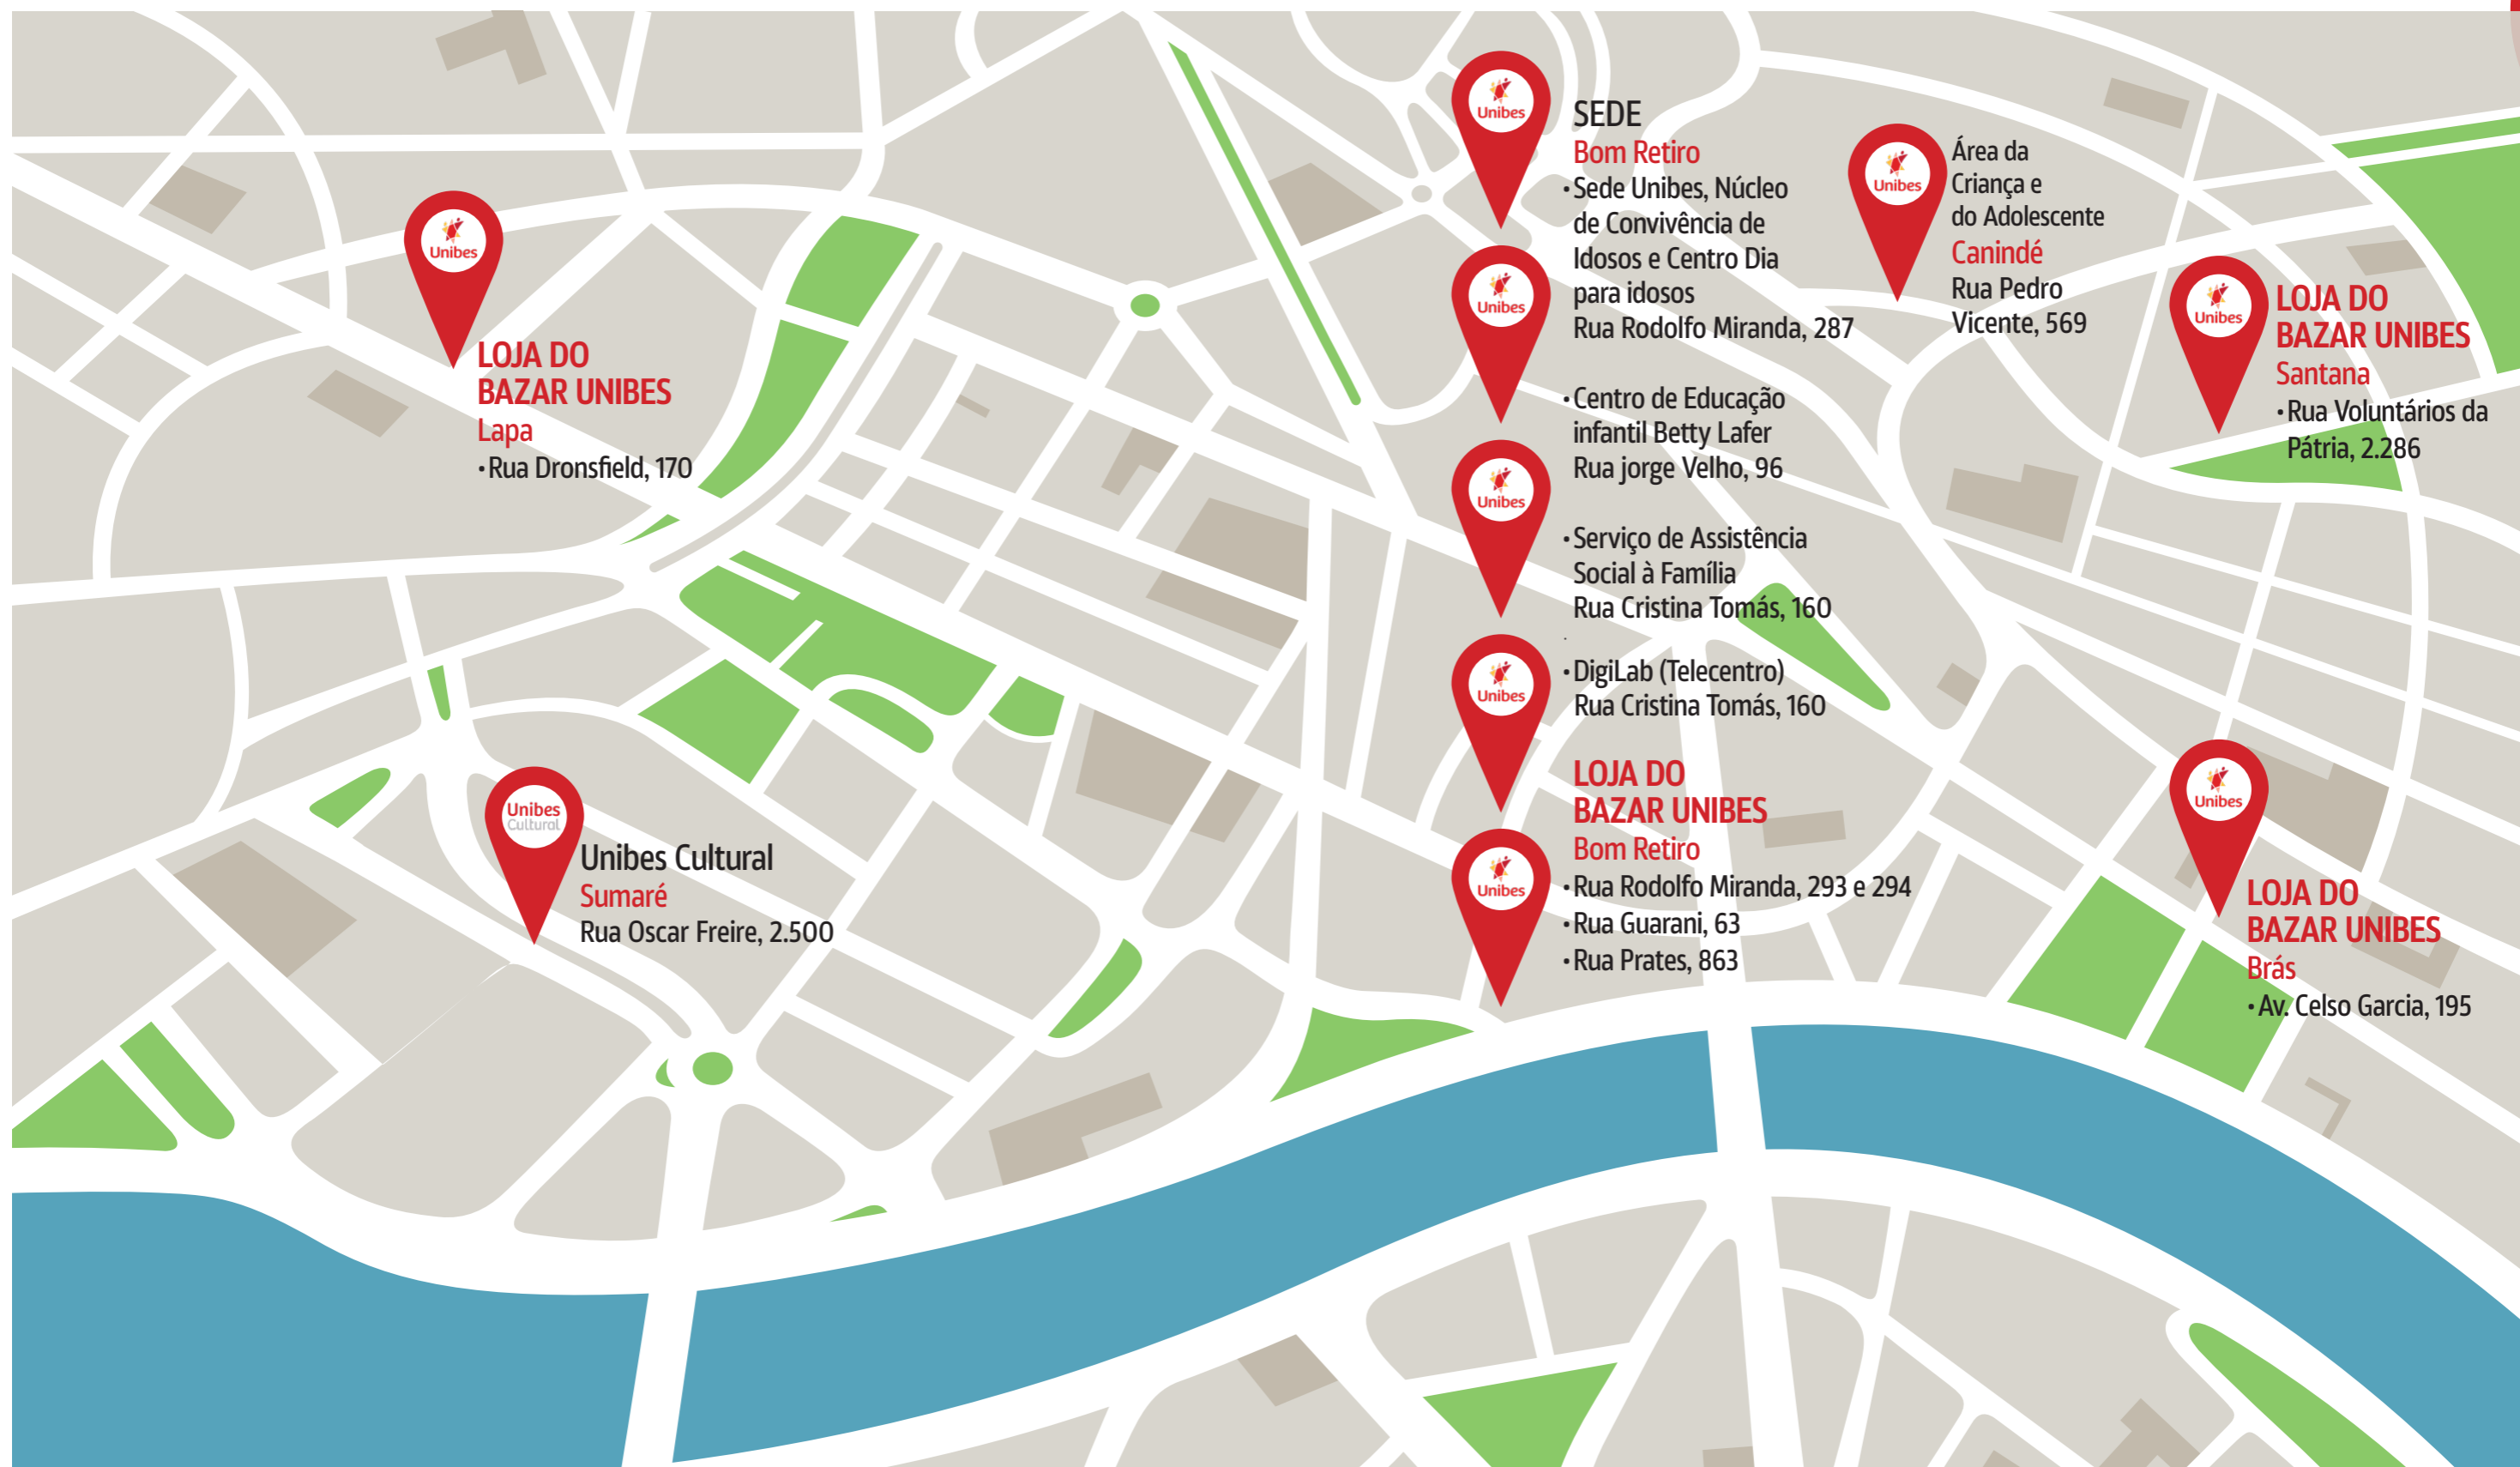 Unibes
LOJA DO
BAZAR UNIBES
Lapa
• Rua Dronsfield, 170
Unibes
Cultural
Unibes Cultural
Sumaré
Rua Oscar Freire, 2.500
Unibes
Unibes
Unibes
Unibes
Unibes
SEDE
Bom Retiro
• Sede Unibes, Núcleo
de Convivência de
Idosos e Centro Dia
para idosos
Rua Rodolfo Miranda, 287
• Centro de Educação
infantil Betty Lafer
Rua jorge Velho, 96
• Serviço de Assistência
Social à Família
Rua Cristina Tomás, 160
.
• DigiLab (Telecentro)
Rua Cristina Tomás, 160
LOJA DO
BAZAR UNIBES
Bom Retiro
• Rua Rodolfo Miranda, 293 e 294
• Rua Guarani, 63
• Rua Prates, 863
Unibes
Área da
Criança e
do Adolescente
Canindé
Rua Pedro
Vicente, 569
Unibes
LOJA DO
BAZAR UNIBES
Santana
• Rua Voluntários da
Pátria, 2.286
Unibes
LOJA DO
BAZAR UNIBES
Brás
• Av. Celso Garcia, 195